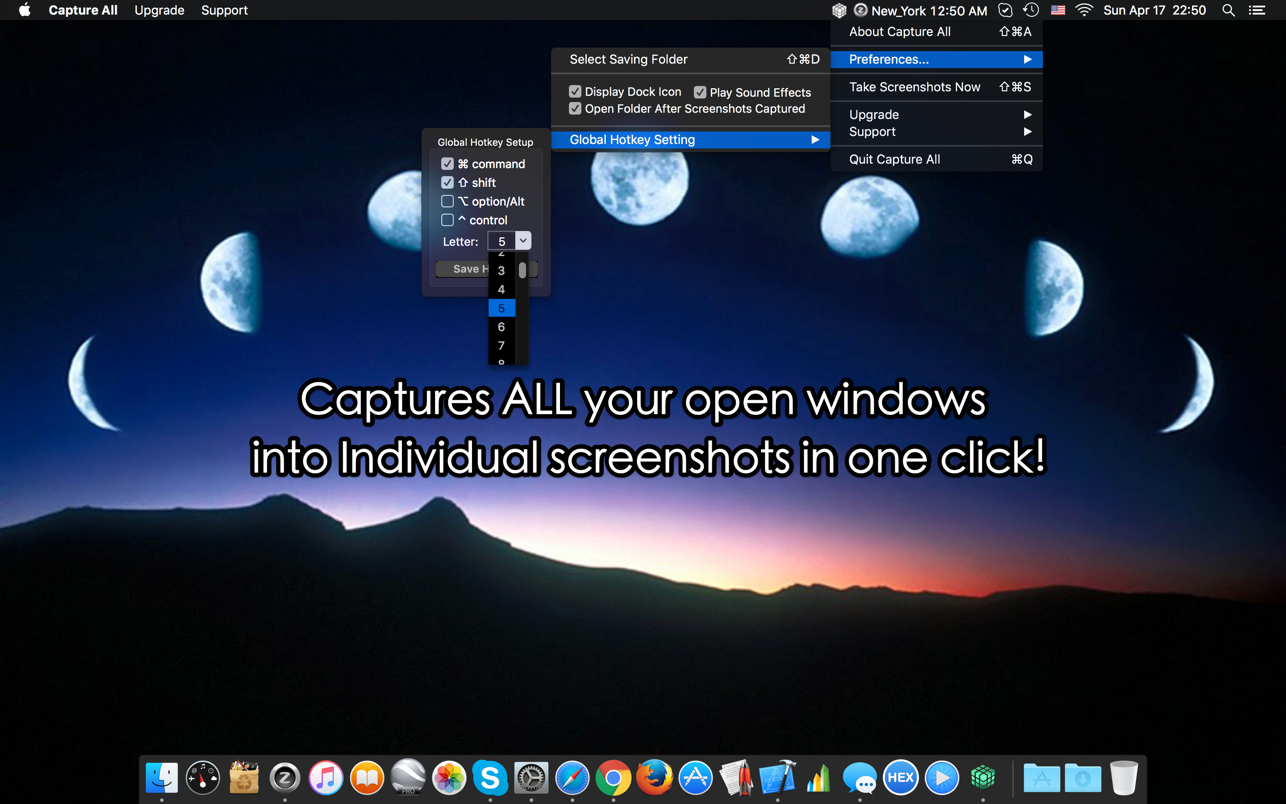 Capture All Upgrade Support New_York 12:50 AM Sun Apr 17 22:50
About Capture All ⇧⌘A
Preferences... ▶
Take Screenshots Now ⇧⌘S
Upgrade ▶
Support ▶
Quit Capture All ⌘Q
Select Saving Folder ⇧⌘D
Display Dock Icon Play Sound Effects
Open Folder After Screenshots Captured
Global Hotkey Setting ▶
Global Hotkey Setup
⌘ command
⇧ shift
⌥ option/Alt
^ control
Letter: 5
Save
3
4
5
6
7
Captures ALL your open windows
into Individual screenshots in one click!
PRO
HEX